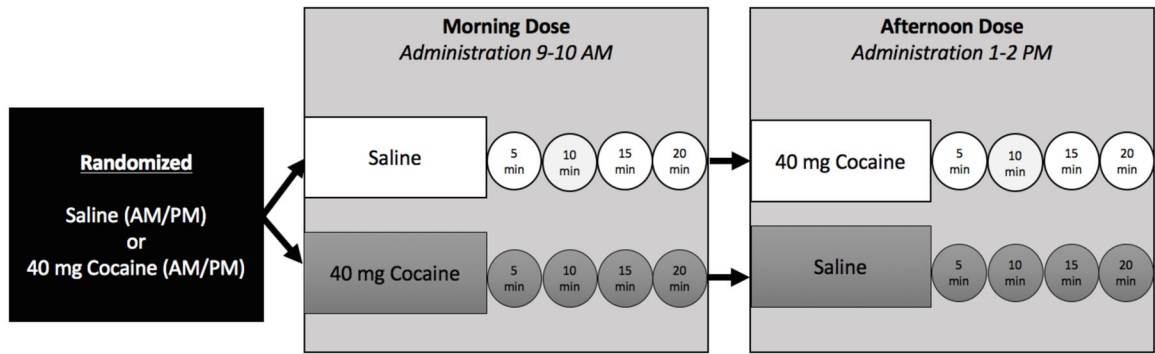 Randomized
Saline (AM/PM)
or
40 mg Cocaine (AM/PM)
Morning Dose
Administration 9-10 AM
Saline
5
min
10
min
15
min
20
min
40 mg Cocaine
5
min
10
min
15
min
20
min
Afternoon Dose
Administration 1-2 PM
40 mg Cocaine
5
min
10
min
15
min
20
min
Saline
5
min
10
min
15
min
20
min